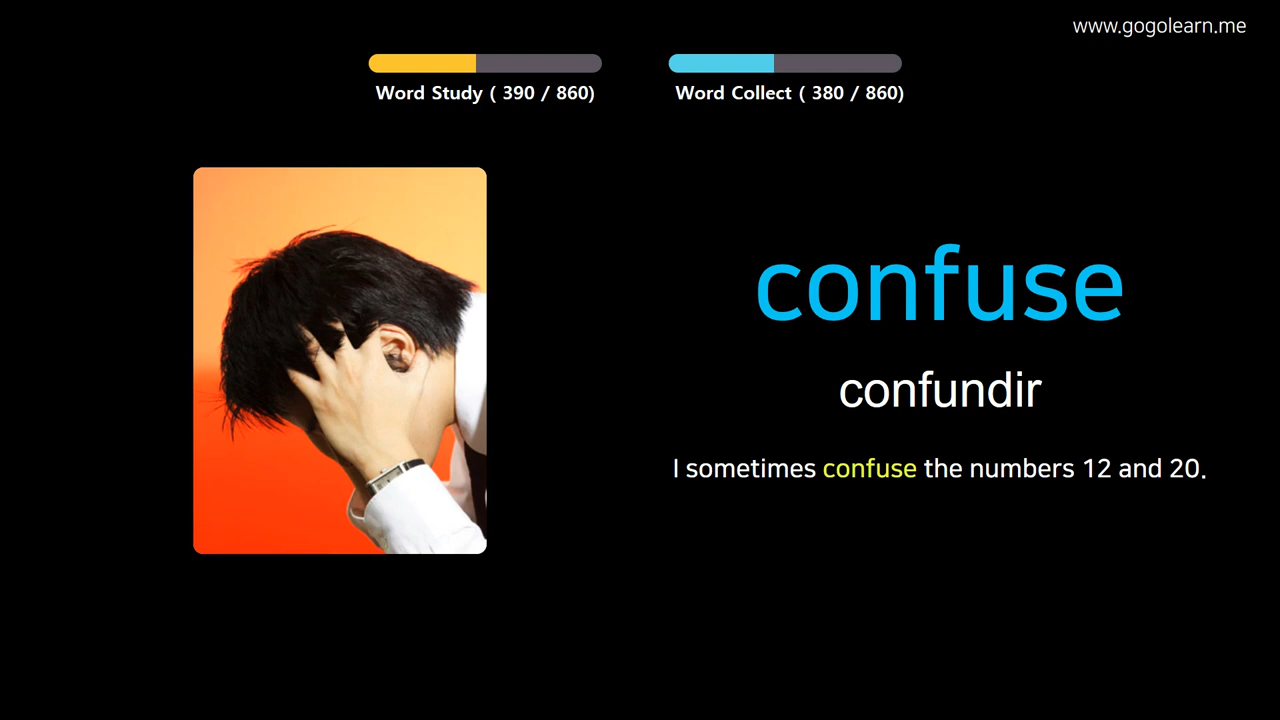 www.gogolearn.me
Word Study ( 390 / 860)
Word Collect ( 380 / 860)
confuse
confundir
I sometimes confuse the numbers 12 and 20.